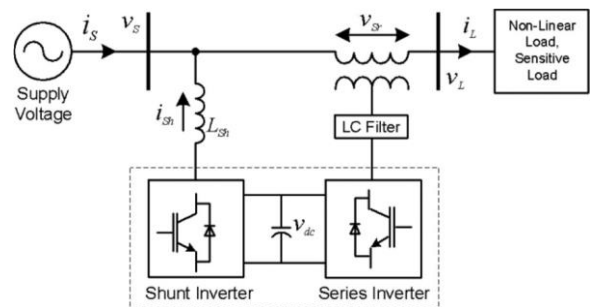 i_S
v_S
v_Sr
i_L
Non-Linear
Load,
Sensitive
Load
v_L
Supply
Voltage
i_Sh
L_Sh
LC Filter
v_dc
Shunt Inverter
Series Inverter